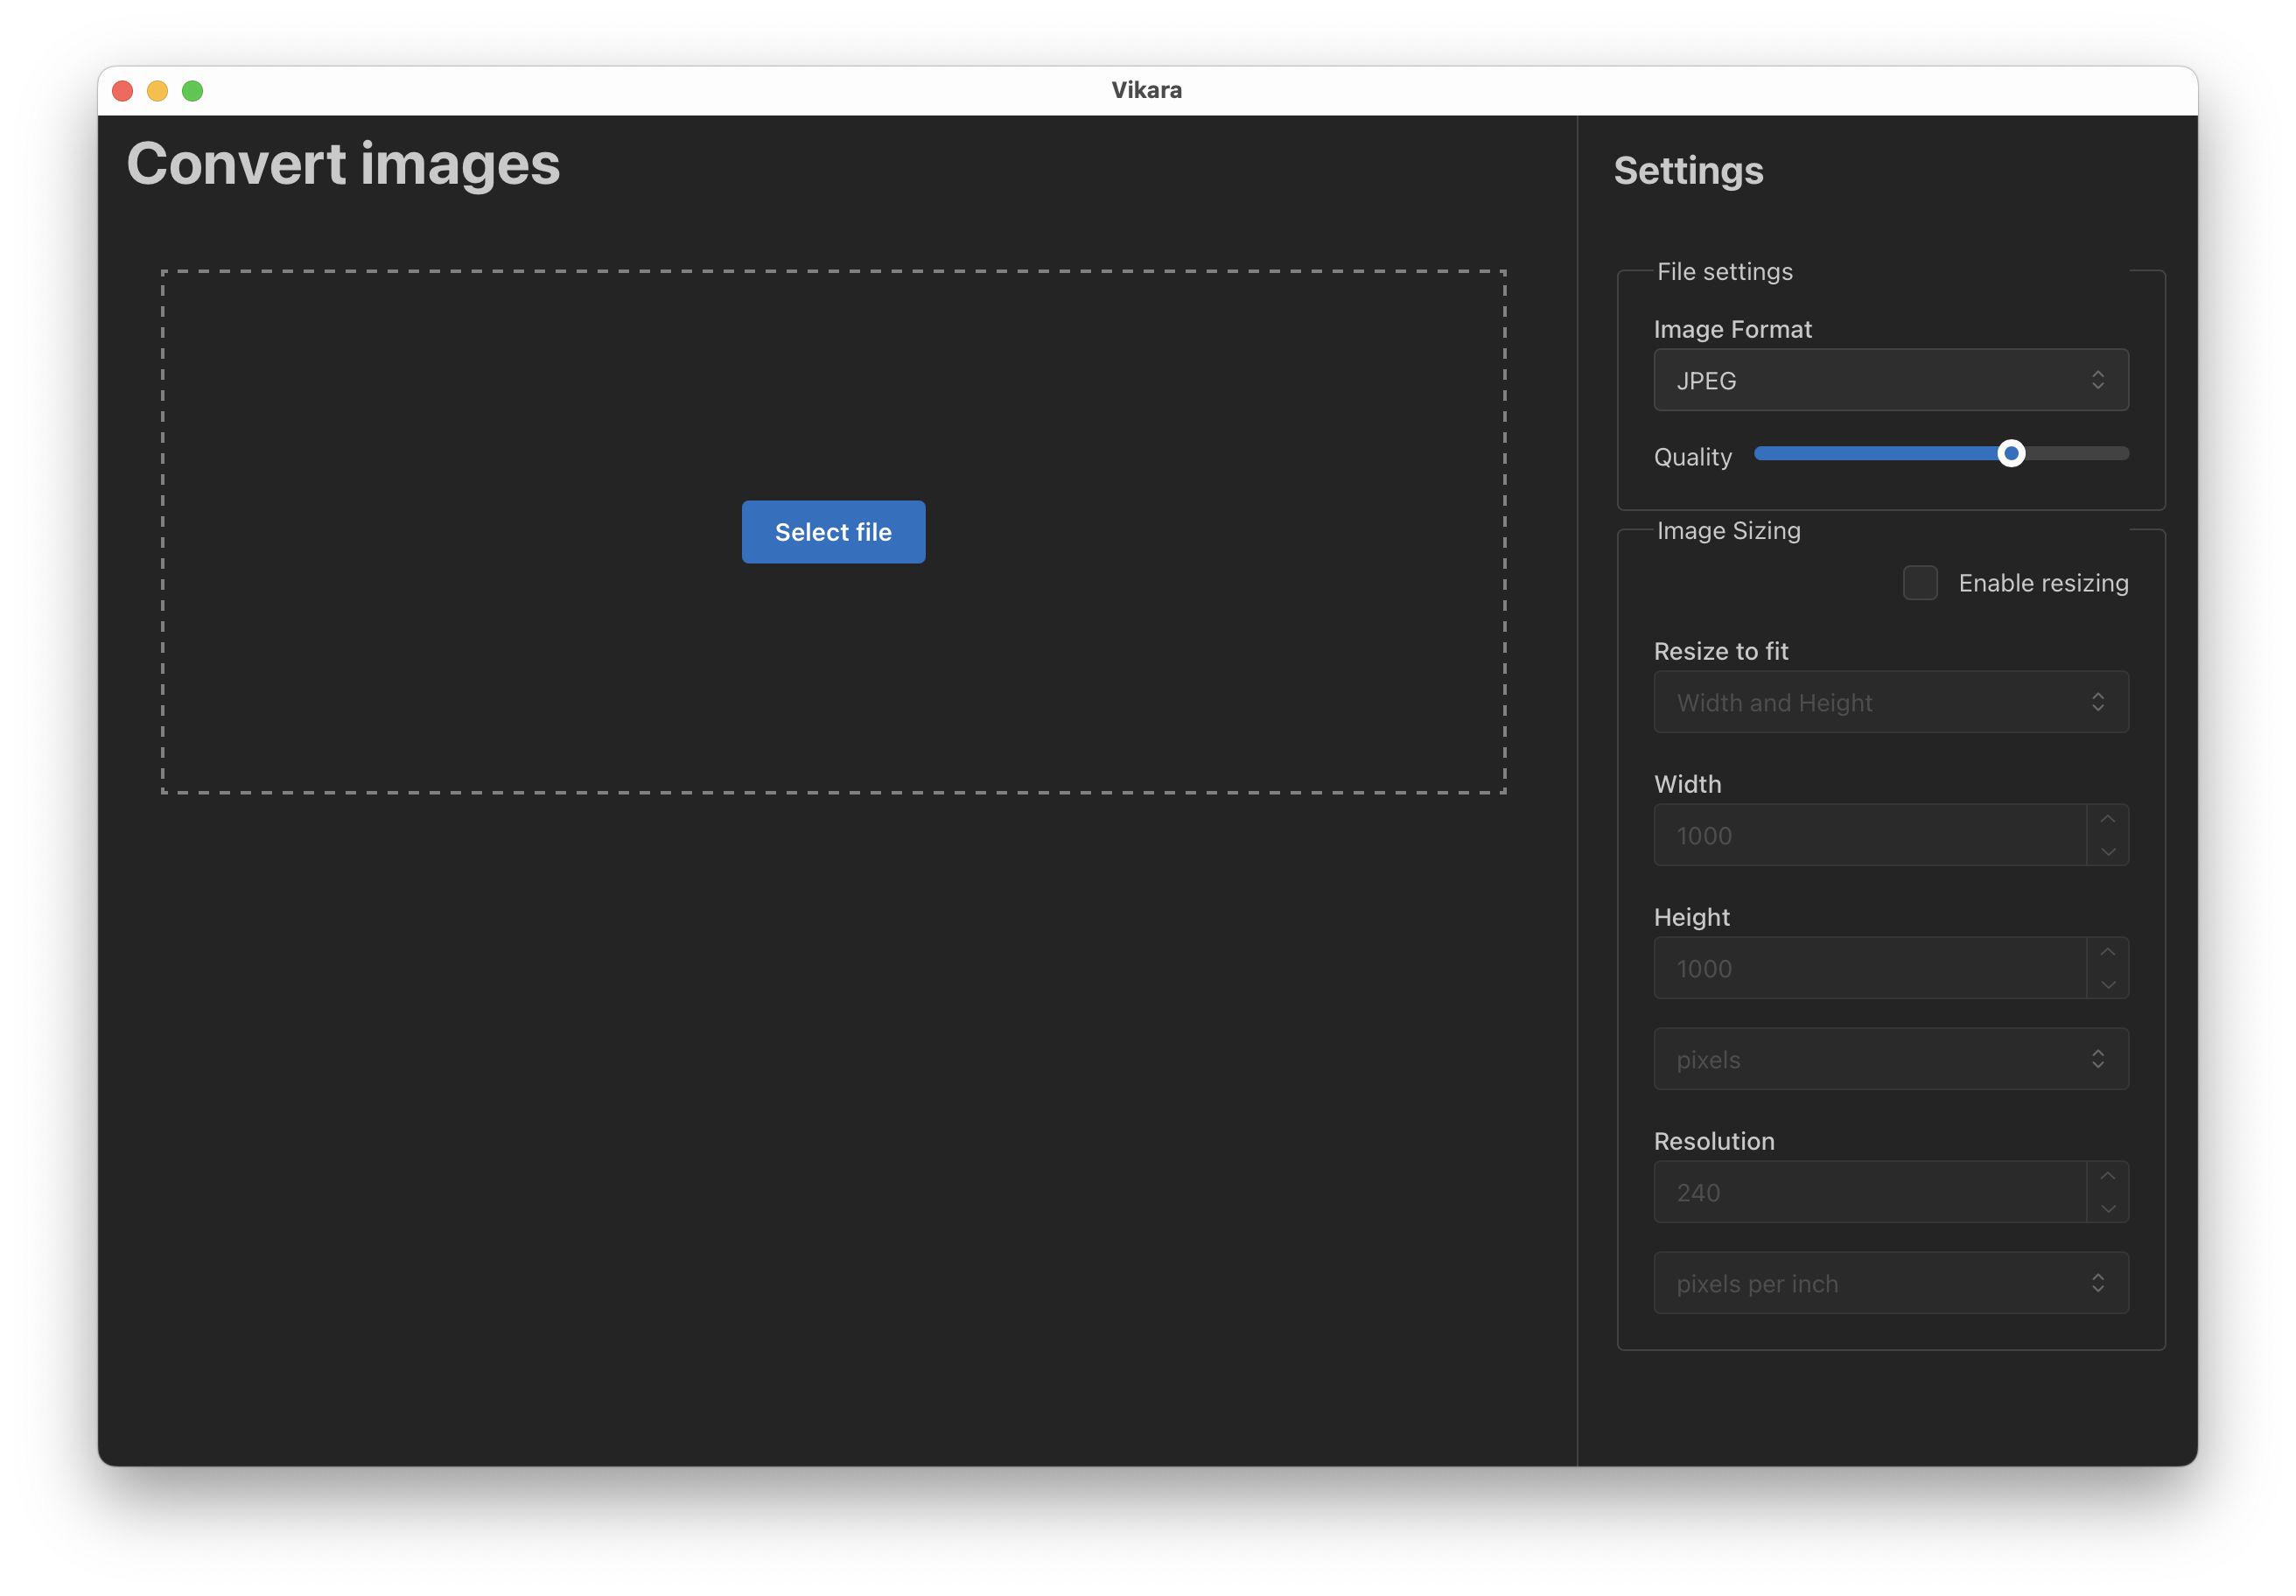 Vikara
Convert images
Select file
Settings
File settings
Image Format
JPEG
Quality
Image Sizing
Enable resizing
Resize to fit
Width and Height
Width
1000
Height
1000
pixels
Resolution
240
pixels per inch